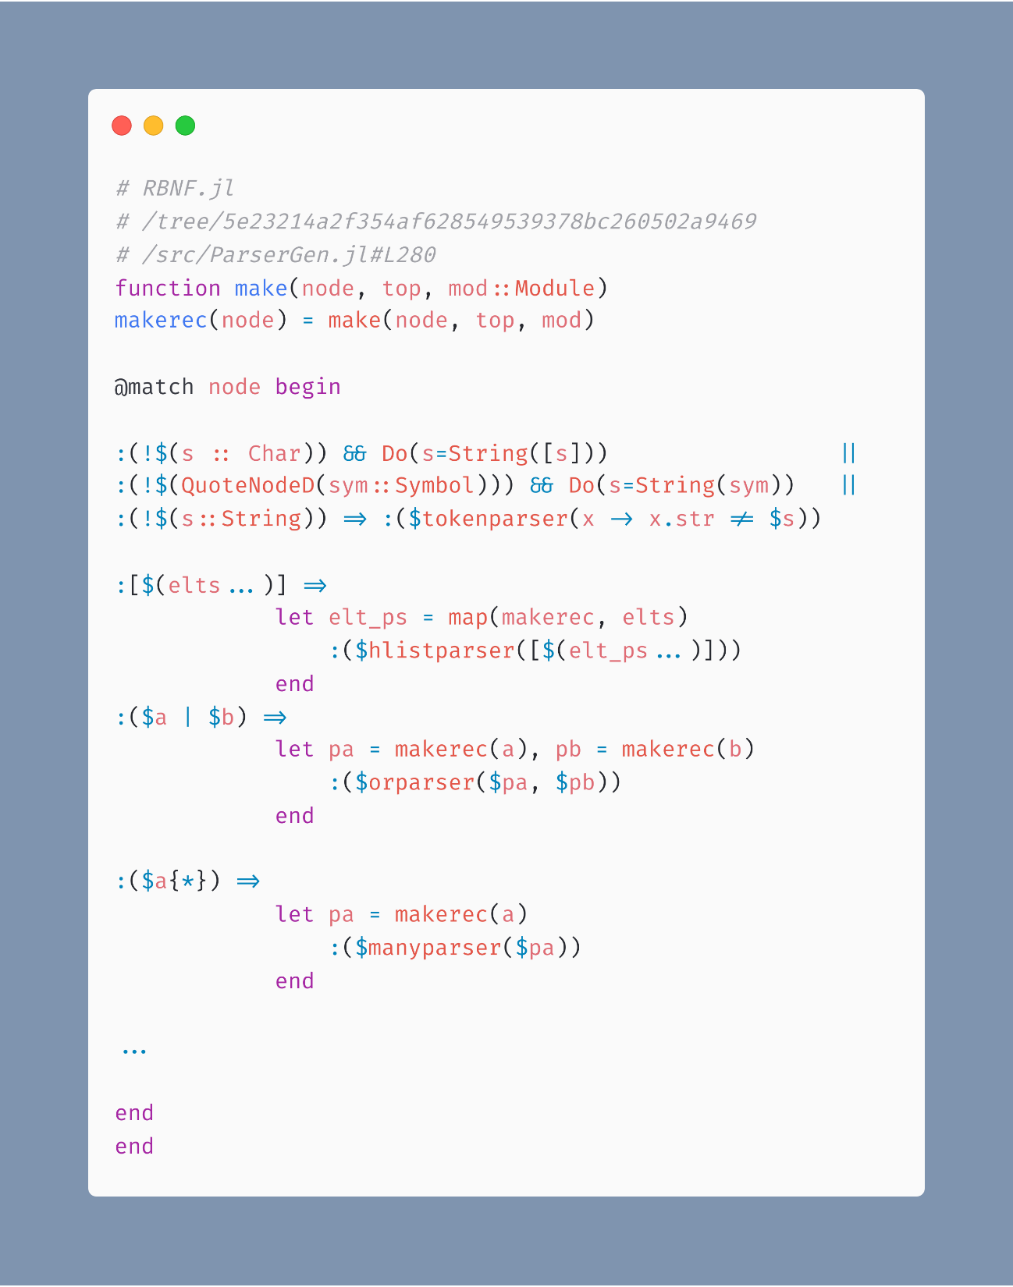 # RBNF.jl
# /tree/5e23214a2f354af628549539378bc260502a9469
# /src/ParserGen.jl#L280
function make(node, top, mod::Module)
makerec(node) = make(node, top, mod)
@match node begin
:(!$(s :: Char)) && Do(s=String([s])) ||
:(!$(QuoteNodeD(sym::Symbol))) && Do(s=String(sym)) ||
:(!$(s::String)) => :($tokenparser(x -> x.str != $s))
:[$(elts...)] =>
let elt_ps = map(makerec, elts)
:($hlistparser([$(elt_ps...)]))
end
:($a | $b) =>
let pa = makerec(a), pb = makerec(b)
:($orparser($pa, $pb))
end
:($a{*}) =>
let pa = makerec(a)
:($manyparser($pa))
end
...
end
end